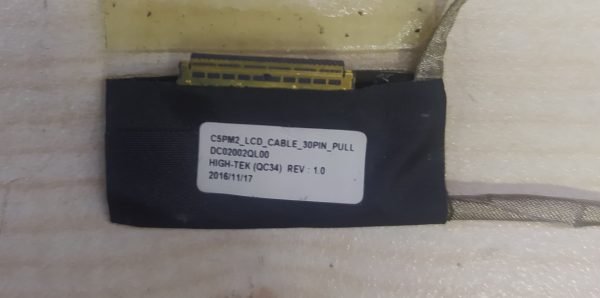 C5PM2_LCD_CABLE_30PIN_PULL
DC02002QL00
HIGH-TEK (QC34) REV : 1.0
2016/11/17